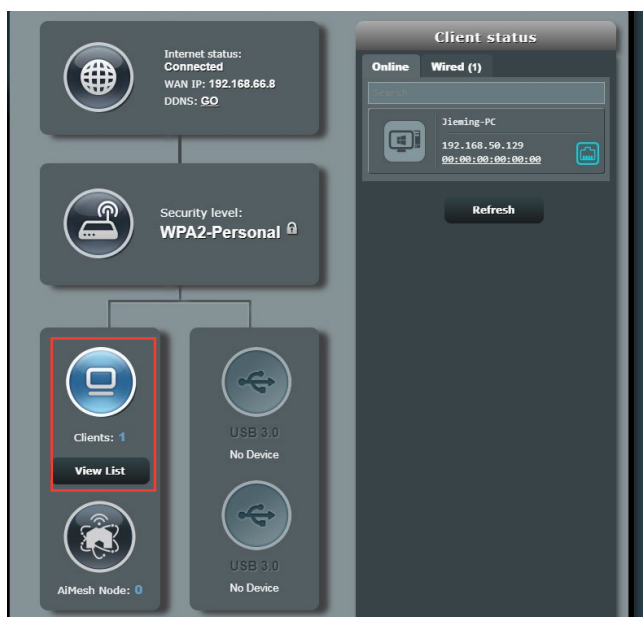 Internet status:
Connected
WAN IP: 192.168.66.8
DDNS: GO
Security level:
WPA2-Personal
Clients: 1
View List
AiMesh Node: 0
USB 3.0
No Device
USB 3.0
No Device
Client status
Online Wired (1)
Search
Jieming-PC
192.168.50.129
00:00:00:00:00:00
Refresh